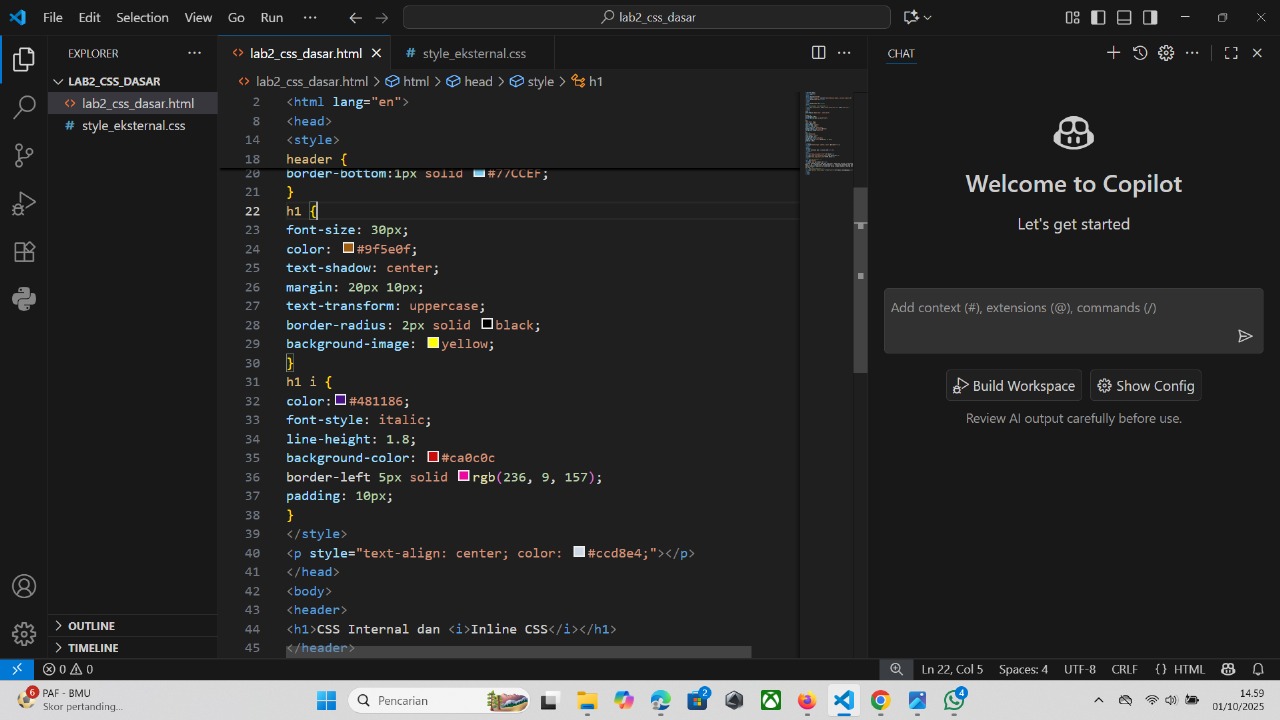 File Edit Selection View Go Run ··· lab2_css_dasar
EXPLORER ···
LAB2_CSS_DASAR
lab2_css_dasar.html
style_eksternal.css
OUTLINE
TIMELINE
lab2_css_dasar.html style_eksternal.css ···
lab2_css_dasar.html > html > head > style > h1
2 <html lang="en">
8 <head>
14 <style>
18 header {
20 border-bottom:1px solid #77CCEF;
21 }
22 h1 {
23 font-size: 30px;
24 color: #9f5e0f;
25 text-shadow: center;
26 margin: 20px 10px;
27 text-transform: uppercase;
28 border-radius: 2px solid black;
29 background-image: yellow;
30 }
31 h1 i {
32 color: #481186;
33 font-style: italic;
34 line-height: 1.8;
35 background-color: #ca0c0c
36 border-left 5px solid rgb(236, 9, 157);
37 padding: 10px;
38 }
39 </style>
40 <p style="text-align: center; color: #ccd8e4;"></p>
41 </head>
42 <body>
43 <header>
44 <h1>CSS Internal dan <i>Inline CSS</i></h1>
45 </header>
CHAT
Welcome to Copilot
Let's get started
Add context (#), extensions (@), commands (/)
Build Workspace Show Config
Review AI output carefully before use.
0 0 Ln 22, Col 5 Spaces: 4 UTF-8 CRLF {} HTML
6 PAF - BMU
Skor pertanding...
Pencarian
2
4
14.59
01/10/2025